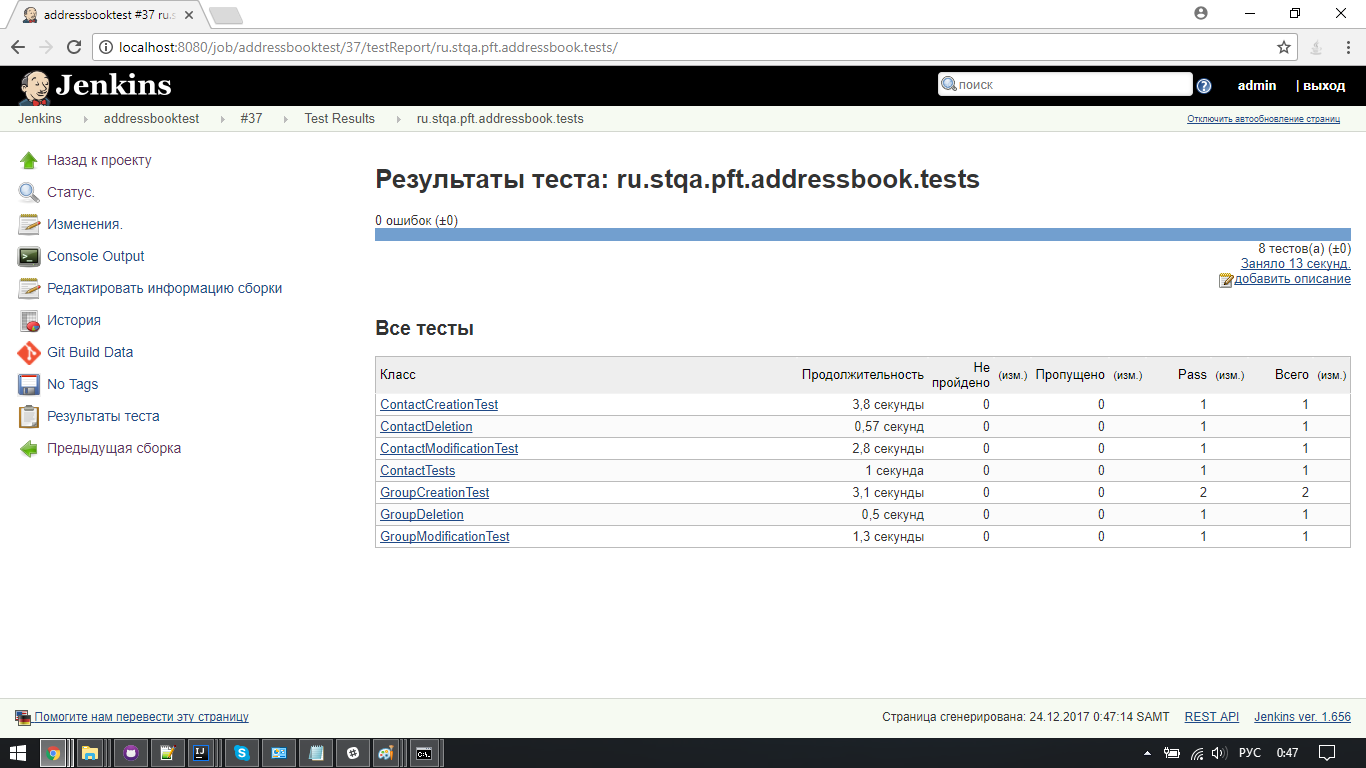 addressbooktest #37 ru.s
localhost:8080/job/addressbooktest/37/testReport/ru.stqa.pft.addressbook.tests/
Jenkins
поиск
admin
| выход
Jenkins addressbooktest #37 Test Results ru.stqa.pft.addressbook.tests
Отключить автообновление страниц
Назад к проекту
Статус.
Изменения.
Console Output
Редактировать информацию сборки
История
Git Build Data
No Tags
Результаты теста
Предыдущая сборка
Результаты теста: ru.stqa.pft.addressbook.tests
0 ошибок (±0)
8 тестов(а) (±0)
Заняло 13 секунд.
добавить описание
Все тесты
Класс Продолжительность Не пройдено (изм.) Пропущено (изм.) Pass (изм.) Всего (изм.)
ContactCreationTest 3,8 секунды 0 0 1 1
ContactDeletion 0,57 секунд 0 0 1 1
ContactModificationTest 2,8 секунды 0 0 1 1
ContactTests 1 секунда 0 0 1 1
GroupCreationTest 3,1 секунды 0 0 2 2
GroupDeletion 0,5 секунд 0 0 1 1
GroupModificationTest 1,3 секунды 0 0 1 1
Помогите нам перевести эту страницу
Страница сгенерирована: 24.12.2017 0:47:14 SAMT REST API Jenkins ver. 1.656
РУС 0:47